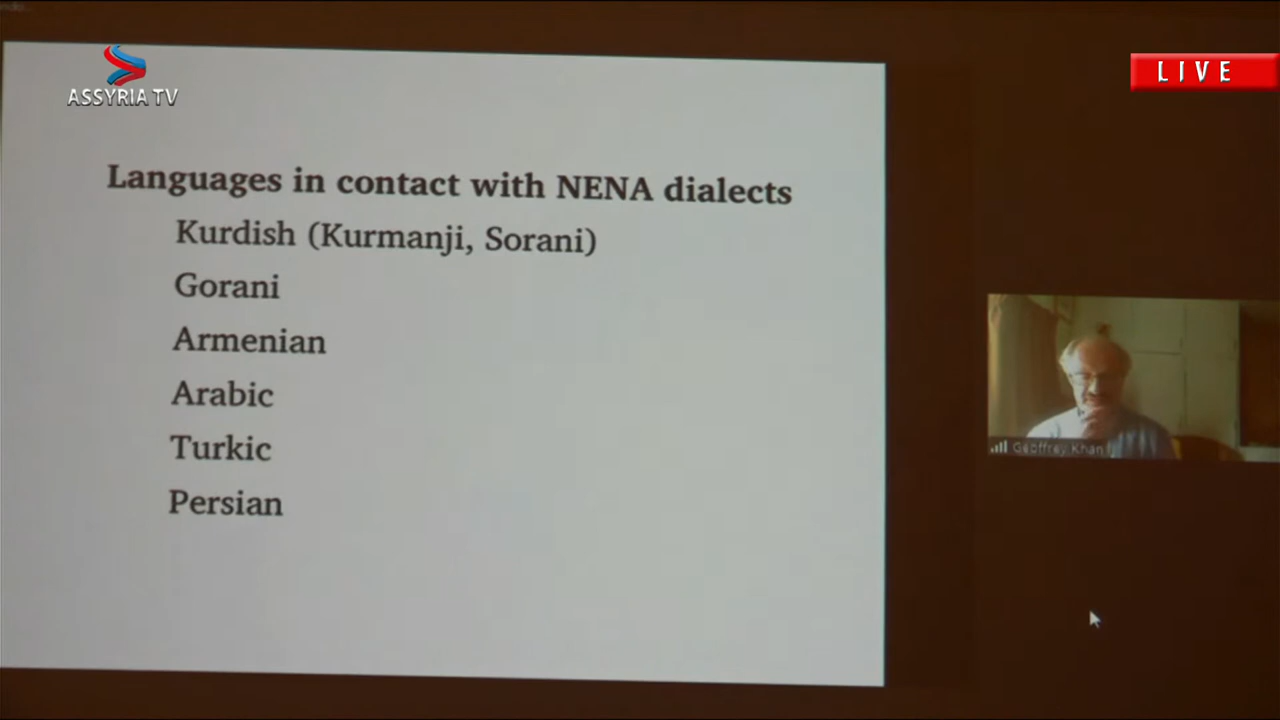 ASSYRIA TV
LIVE
Languages in contact with NENA dialects
Kurdish (Kurmanji, Sorani)
Gorani
Armenian
Arabic
Turkic
Persian
Geoffrey Khan